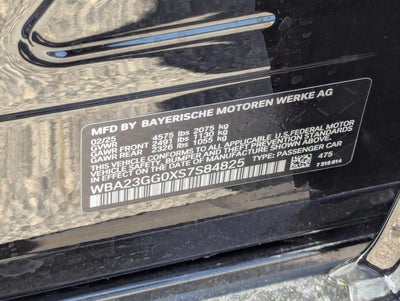 MFD BY BAYERISCHE MOTOREN WERKE AG
02/25
GVWR 4575 lbs 2075 kg
GAWR FRONT 2491 lbs 1130 kg
GAWR REAR 2326 lbs 1055 kg
THIS VEHICLE CONFORMS TO ALL APPLICABLE U.S. FEDERAL MOTOR
VEHICLE SAFETY, BUMPER, AND THEFT PREVENTION STANDARDS
IN EFFECT ON THE DATE OF MANUFACTURE SHOWN ABOVE.
WBA23GG0XS7S84825 TYPE: PASSENGER CAR
475